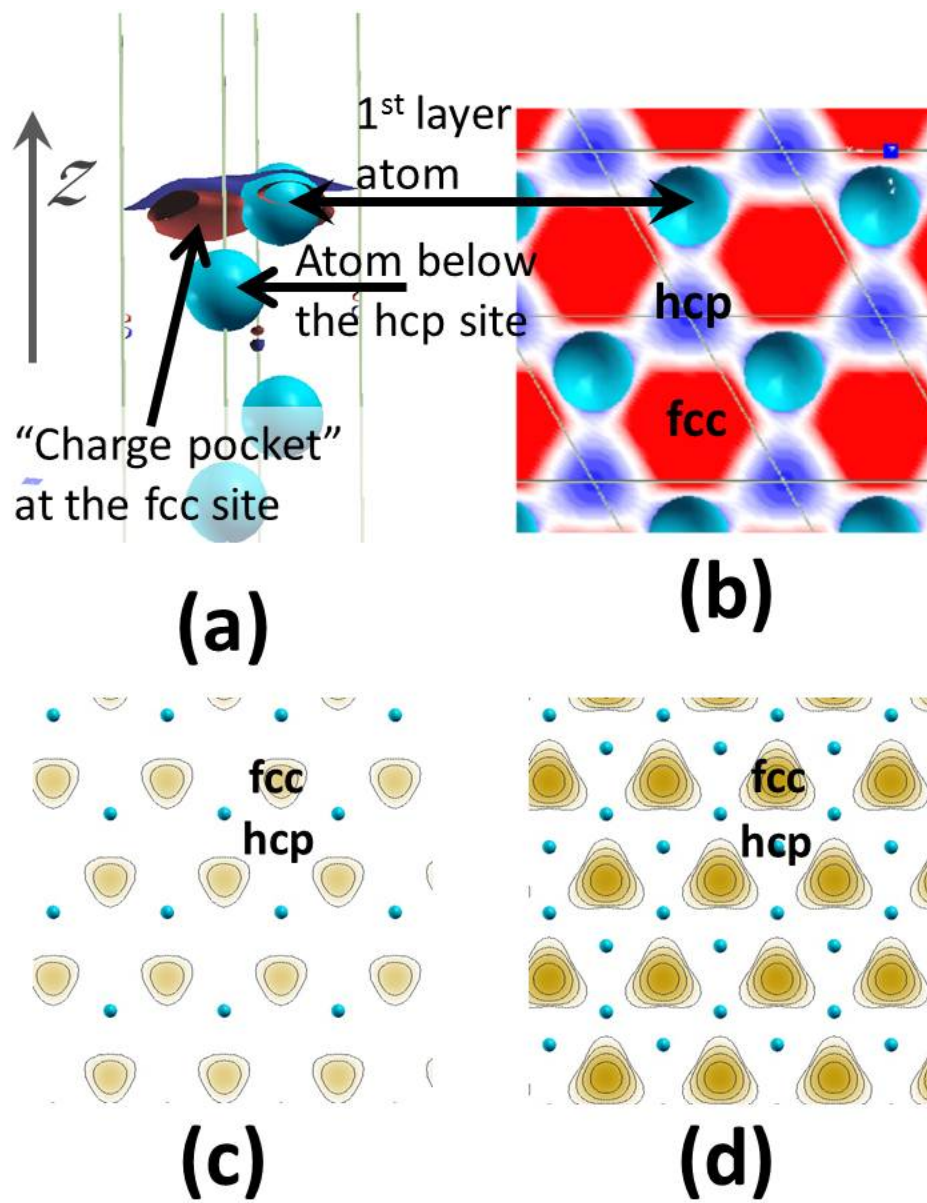 1st layer
atom
z
Atom below
the hcp site
“Charge pocket”
at the fcc site
hcp
fcc
(a)
(b)
fcc
hcp
fcc
hcp
(c)
(d)